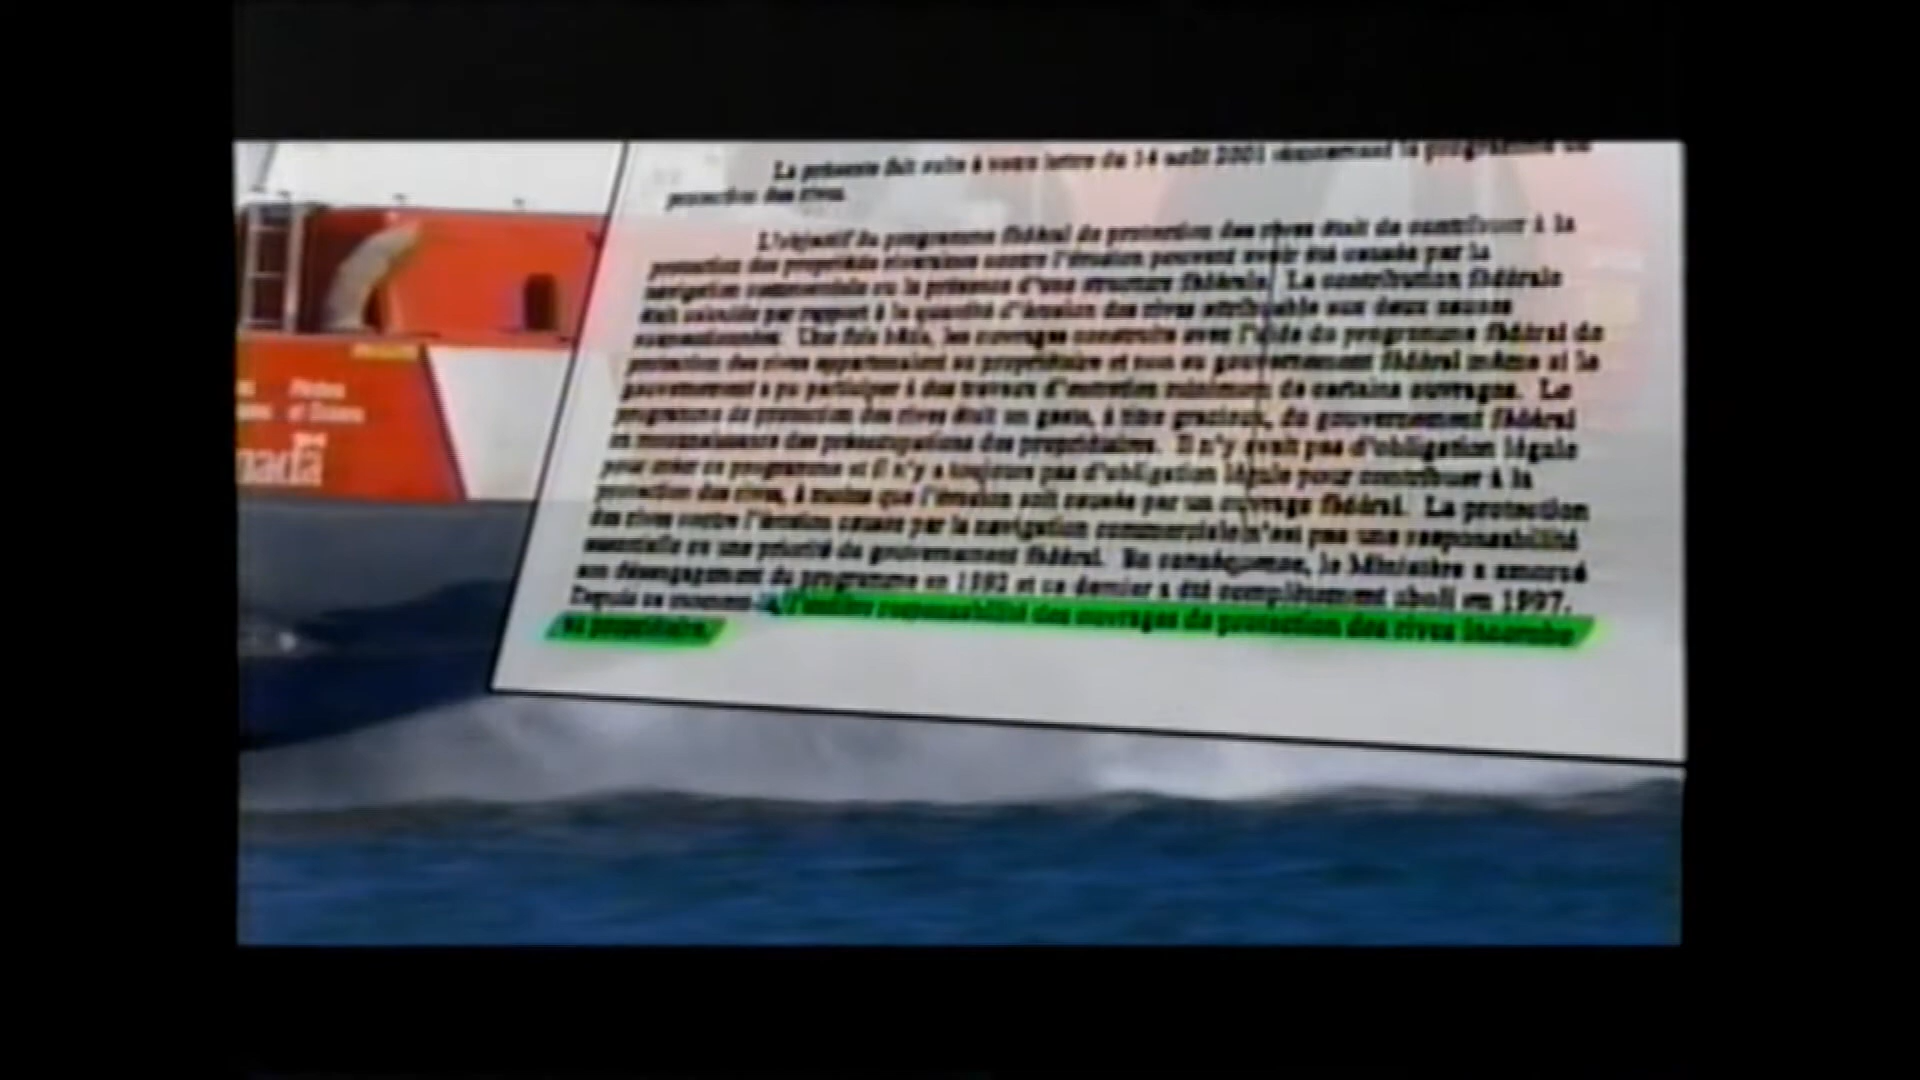 La présente fait suite à votre lettre du 14 août 2001 concernant le programme de
protection des rives.
L'objectif du programme fédéral de protection des rives était de contribuer à la
protection des propriétés riveraines contre l'érosion pouvant avoir été causée par la
navigation commerciale ou la présence d'une structure fédérale. La contribution fédérale
était calculée par rapport à la quantité d'érosion des rives attribuable aux deux causes
susmentionnées. Une fois bâtis, les ouvrages construits avec l'aide du programme fédéral de
protection des rives appartenaient au propriétaire et non au gouvernement fédéral même si le
gouvernement a pu participer à des travaux d'entretien minimum de certains ouvrages. Le
programme de protection des rives était un geste, à titre gracieux, du gouvernement fédéral
en reconnaissance des préoccupations des propriétaires. Il n'y avait pas d'obligation légale
pour créer ce programme et il n'y a toujours pas d'obligation légale pour contribuer à la
protection des rives, à moins que l'érosion soit causée par un ouvrage fédéral. La protection
des rives contre l'érosion causée par la navigation commerciale n'est pas une responsabilité
essentielle ou une priorité du gouvernement fédéral. En conséquence, le Ministère a amorcé
son désengagement du programme en 1992 et ce dernier a été complètement aboli en 1997.
Depuis ce moment l'entière responsabilité des ouvrages de protection des rives incombe
au propriétaire.
Pêches
et Océans
nada